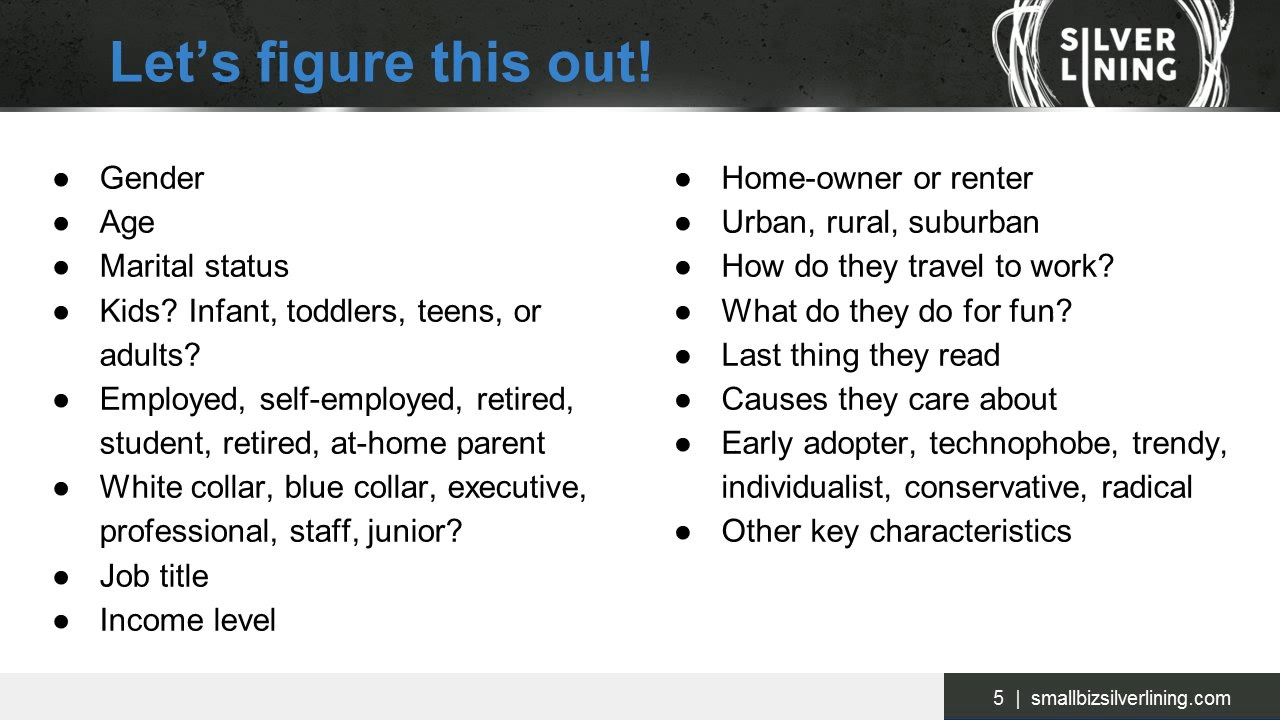 Let’s figure this out!
SILVER
LINING
● Gender
● Age
● Marital status
● Kids? Infant, toddlers, teens, or
adults?
● Employed, self-employed, retired,
student, retired, at-home parent
● White collar, blue collar, executive,
professional, staff, junior?
● Job title
● Income level
● Home-owner or renter
● Urban, rural, suburban
● How do they travel to work?
● What do they do for fun?
● Last thing they read
● Causes they care about
● Early adopter, technophobe, trendy,
individualist, conservative, radical
● Other key characteristics
5 | smallbizsilverlining.com